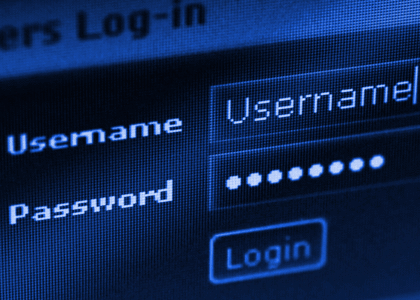 ers Log-in
Username Username
Password ••••••••
Login